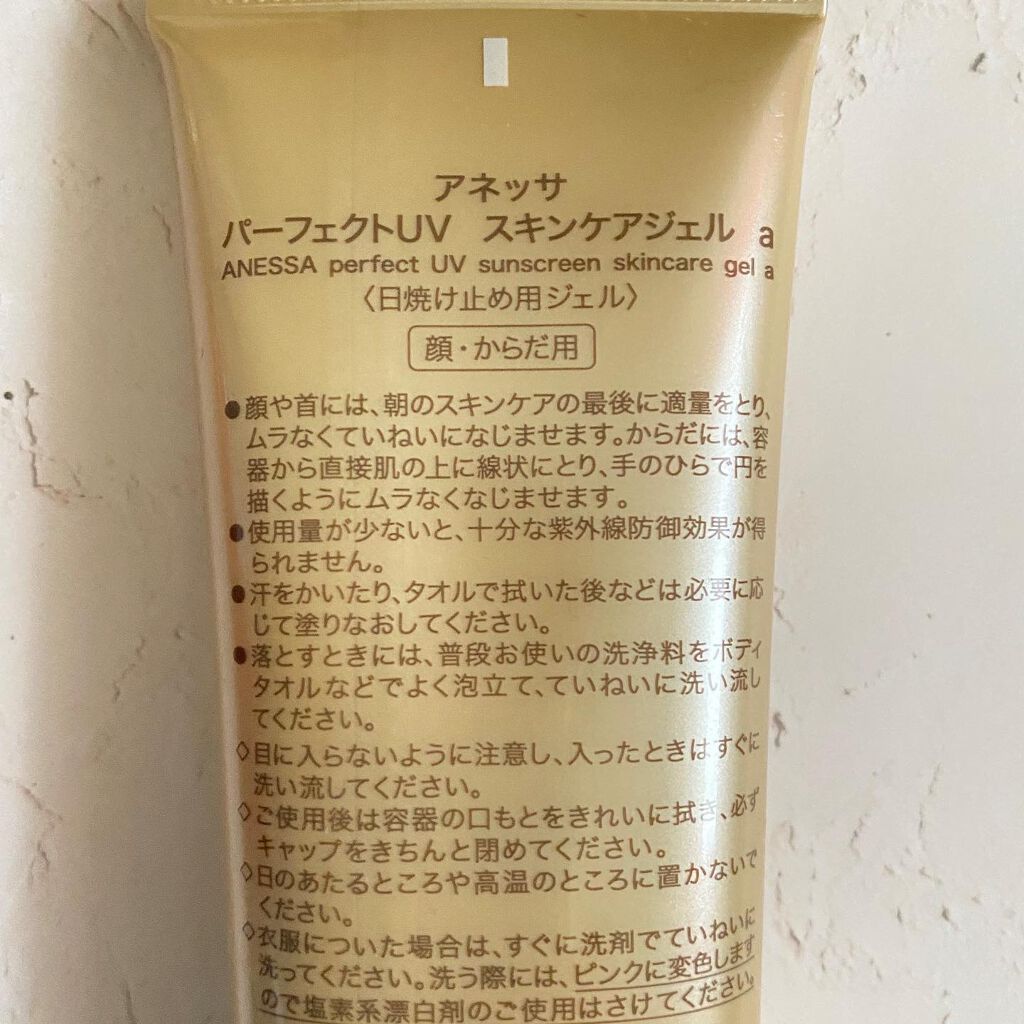 アネッサ
パーフェクトUV スキンケアジェル a
ANESSA perfect UV sunscreen skincare gel a
〈日焼け止め用ジェル〉
顔・からだ用
●顔や首には、朝のスキンケアの最後に適量をとり、
ムラなくていねいになじませます。からだには、容
器から直接肌の上に線状にとり、手のひらで円を
描くようにムラなくなじませます。
●使用量が少ないと、十分な紫外線防御効果が得
られません。
●汗をかいたり、タオルで拭いた後などは必要に応
じて塗りなおしてください。
●落とすときには、普段お使いの洗浄料をボディ
タオルなどでよく泡立て、ていねいに洗い流し
てください。
◇目に入らないように注意し、入ったときはすぐに
洗い流してください。
◇ご使用後は容器の口もとをきれいに拭き、必ず
キャップをきちんと閉めてください。
◇日のあたるところや高温のところに置かないで
ください。
◇衣服についた場合は、すぐに洗剤でていねいに
洗ってください。洗う際には、ピンクに変色します
ので塩素系漂白剤のご使用はさけてください。